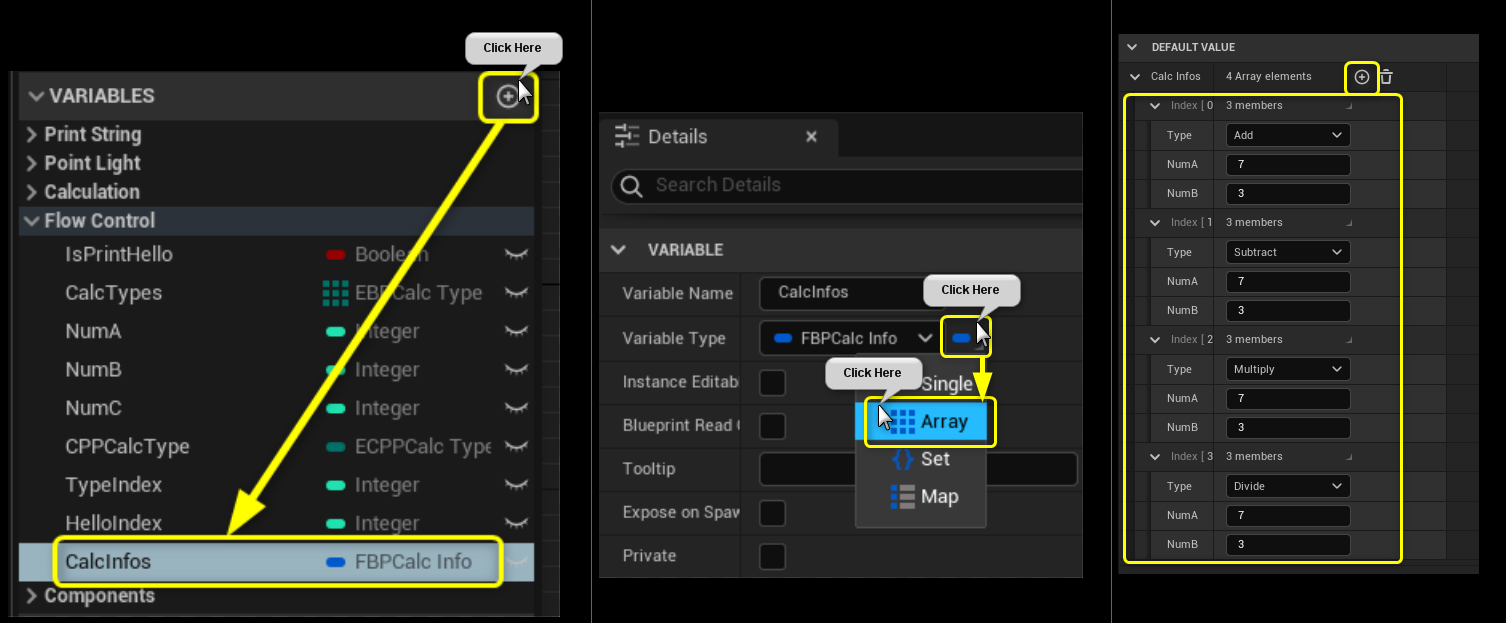 Click Here
VARIABLES
Print String
Point Light
Calculation
Flow Control
IsPrintHello Boolean
CalcTypes EBPCalc Type
NumA Integer
NumB Integer
NumC Integer
CPPCalcType ECPPCalc Type
TypeIndex Integer
HelloIndex Integer
CalcInfos FBPCalc Info
Components
Details
Search Details
VARIABLE
Variable Name CalcInfos
Click Here
Variable Type FBPCalc Info
Click Here
Instance Editab Single
Array
Blueprint Read
Set
Tooltip
Map
Expose on Spaw
Private
DEFAULT VALUE
Calc Infos 4 Array elements
Index [ 0 3 members
Type Add
NumA 7
NumB 3
Index [ 1 3 members
Type Subtract
NumA 7
NumB 3
Index [ 2 3 members
Type Multiply
NumA 7
NumB 3
Index [ 3 3 members
Type Divide
NumA 7
NumB 3